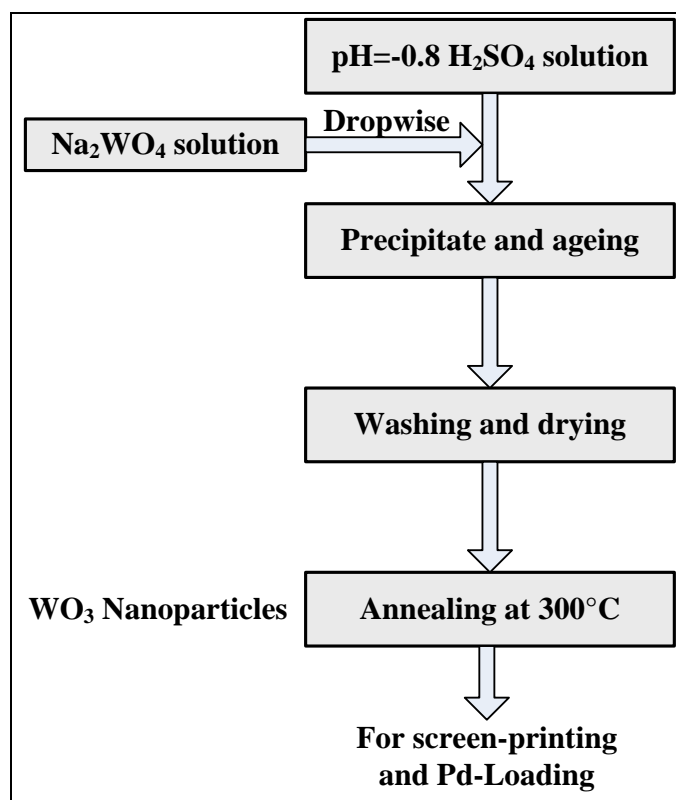 pH=-0.8 H₂SO₄ solution
Dropwise
Na₂WO₄ solution
Precipitate and ageing
Washing and drying
WO₃ Nanoparticles
Annealing at 300°C
For screen-printing
and Pd-Loading